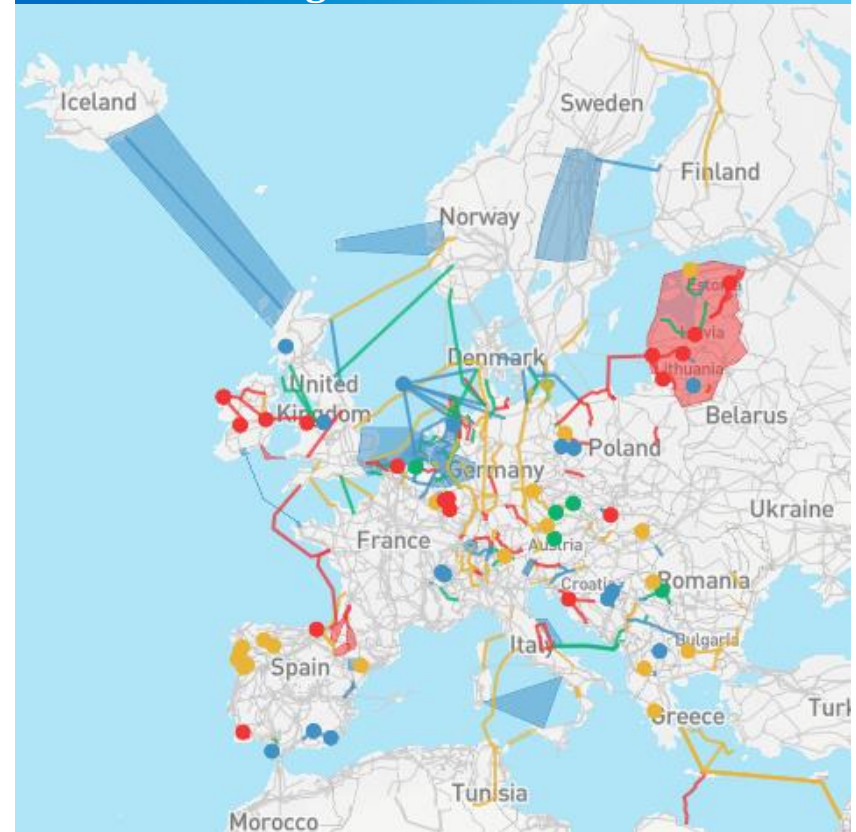 Iceland
Sweden
Finland
Norway
Estonia
Denmark
Latvia
Lithuania
United
Kingdom
Belarus
Poland
Germany
Ukraine
France
Austria
Croatia
Romania
Italy
Bulgaria
Spain
Greece
Turk
Tunisia
Morocco